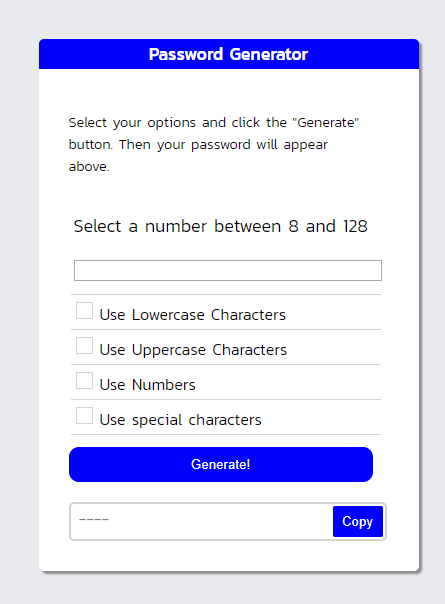 Password Generator
Select your options and click the "Generate"
button. Then your password will appear
above.
Select a number between 8 and 128
Use Lowercase Characters
Use Uppercase Characters
Use Numbers
Use special characters
Generate!
----
Copy